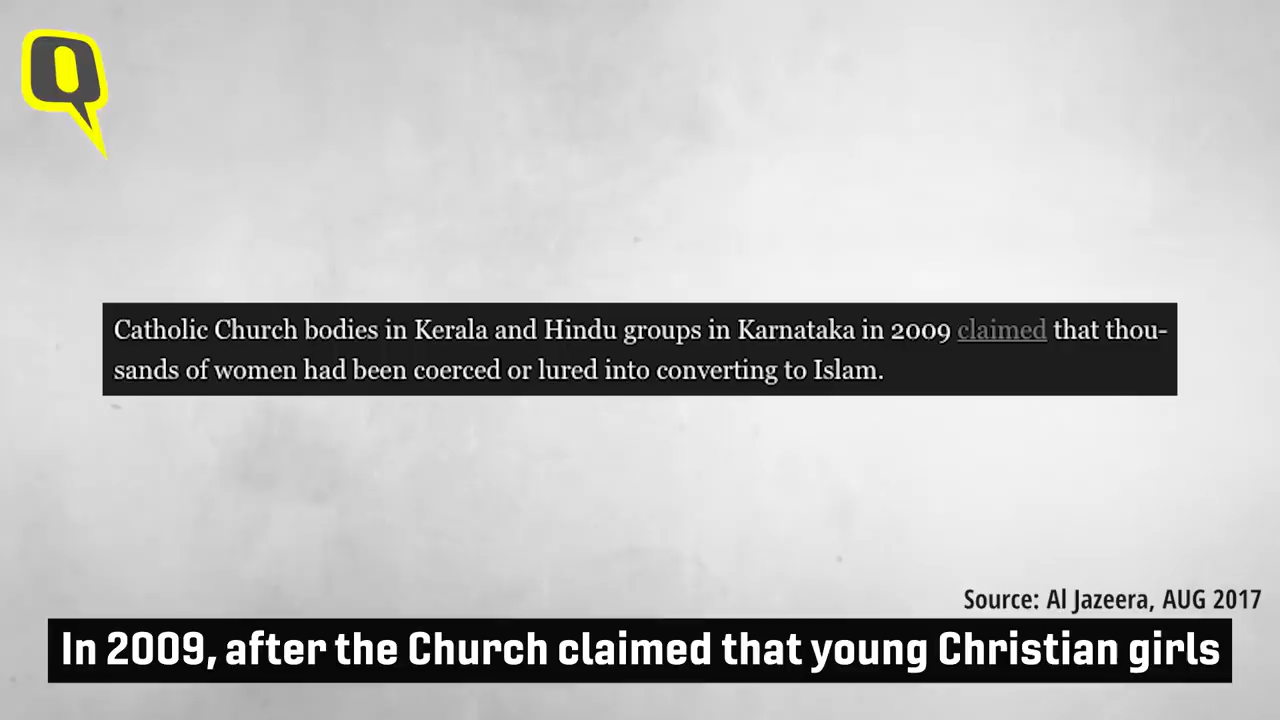 Q
Catholic Church bodies in Kerala and Hindu groups in Karnataka in 2009 claimed that thou-
sands of women had been coerced or lured into converting to Islam.
Source: Al Jazeera, AUG 2017
In 2009, after the Church claimed that young Christian girls